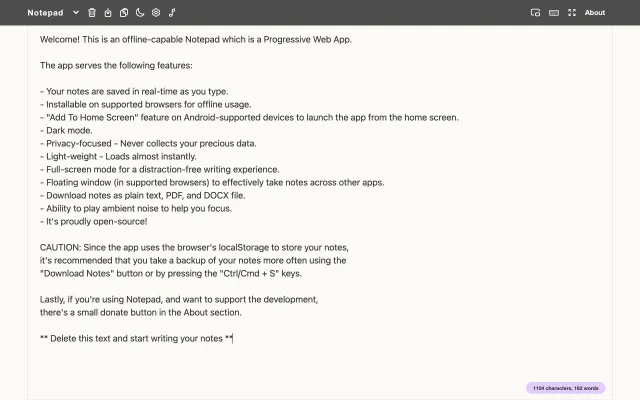 Notepad
About
Welcome! This is an offline-capable Notepad which is a Progressive Web App.
The app serves the following features:
- Your notes are saved in real-time as you type.
- Installable on supported browsers for offline usage.
- "Add To Home Screen" feature on Android-supported devices to launch the app from the home screen.
- Dark mode.
- Privacy-focused - Never collects your precious data.
- Light-weight - Loads almost instantly.
- Full-screen mode for a distraction-free writing experience.
- Floating window (in supported browsers) to effectively take notes across other apps.
- Download notes as plain text, PDF, and DOCX file.
- Ability to play ambient noise to help you focus.
- It's proudly open-source!
CAUTION: Since the app uses the browser's localStorage to store your notes,
it's recommended that you take a backup of your notes more often using the
"Download Notes" button or by pressing the "Ctrl/Cmd + S" keys.
Lastly, if you're using Notepad, and want to support the development,
there's a small donate button in the About section.
** Delete this text and start writing your notes **
1104 characters, 182 words